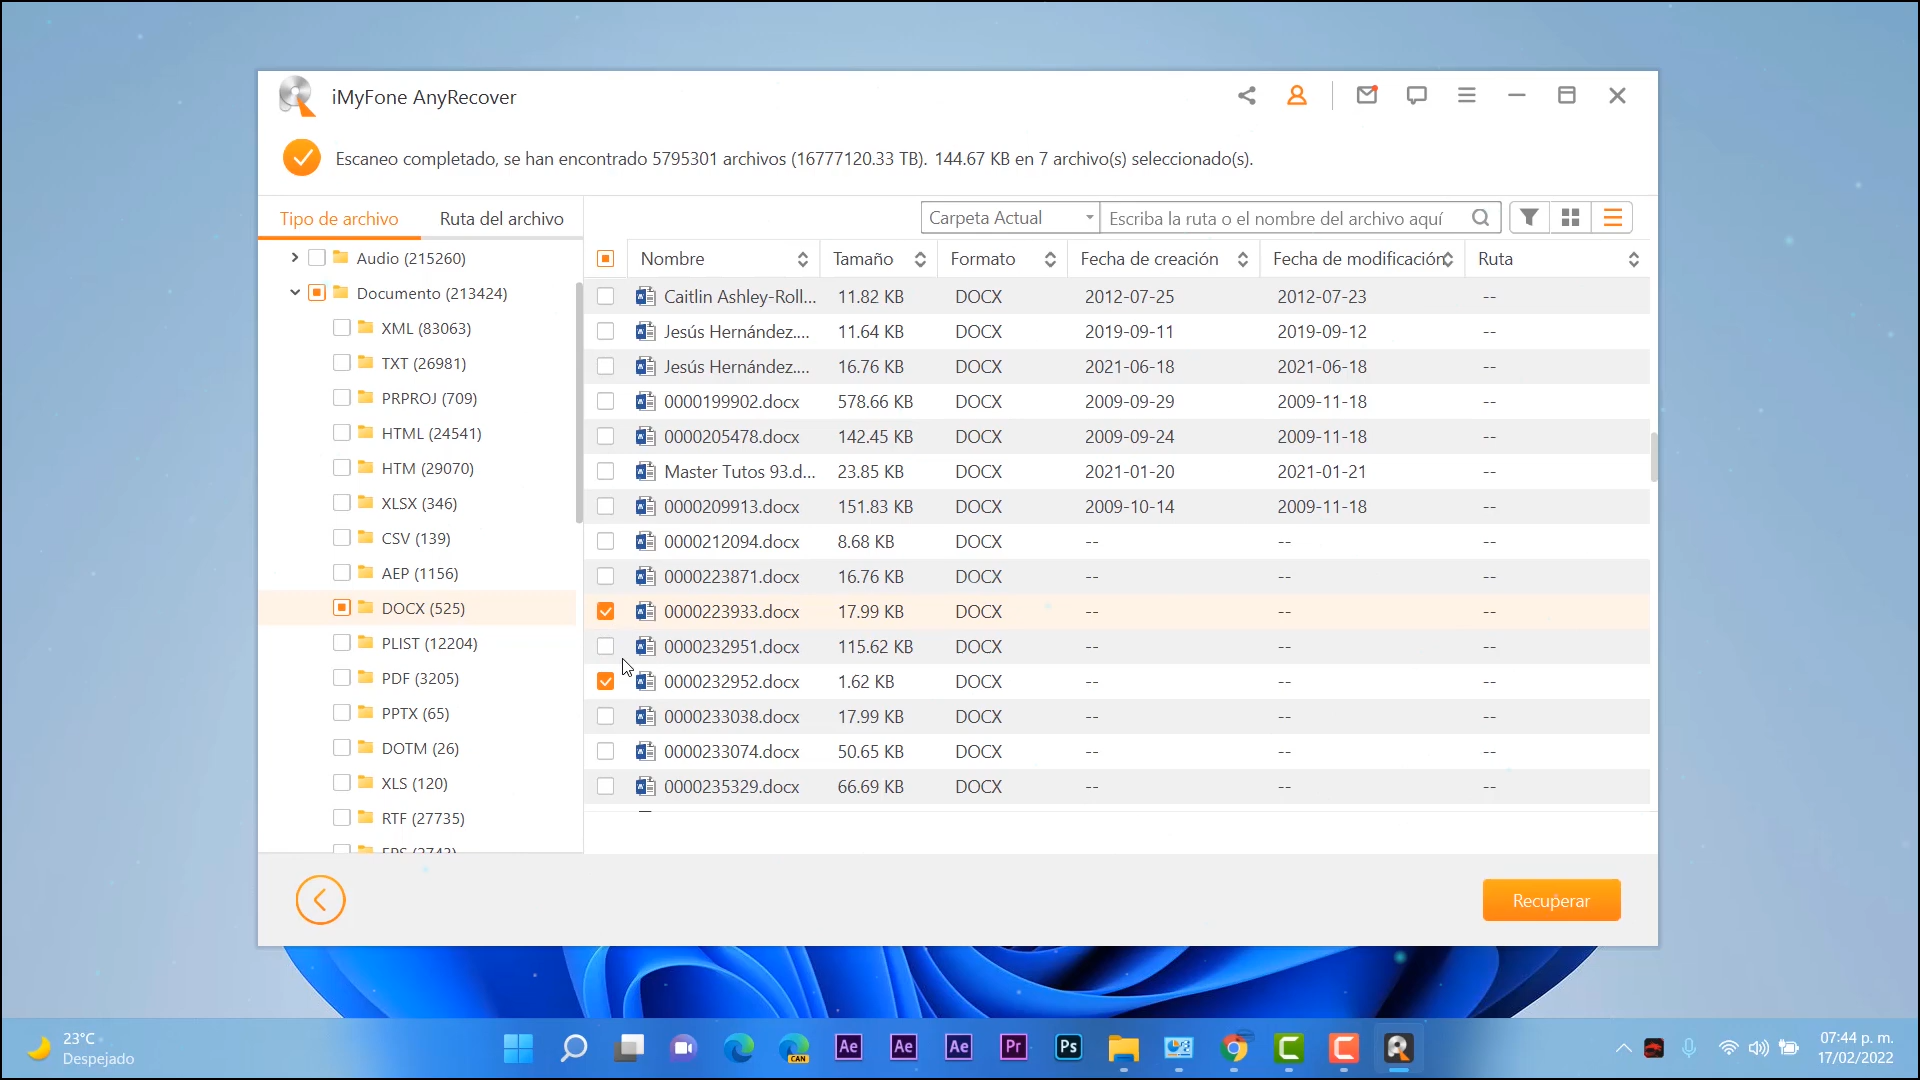 iMyFone AnyRecover
Escaneo completado, se han encontrado 5795301 archivos (16777120.33 TB). 144.67 KB en 7 archivo(s) seleccionado(s).
Tipo de archivo Ruta del archivo
Carpeta Actual Escriba la ruta o el nombre del archivo aquí
Audio (215260)
Documento (213424)
XML (83063)
TXT (26981)
PRPROJ (709)
HTML (24541)
HTM (29070)
XLSX (346)
CSV (139)
AEP (1156)
DOCX (525)
PLIST (12204)
PDF (3205)
PPTX (65)
DOTM (26)
XLS (120)
RTF (27735)
EPS (2743)
Nombre Tamaño Formato Fecha de creación Fecha de modificación Ruta
Caitlin Ashley-Roll... 11.82 KB DOCX 2012-07-25 2012-07-23 --
Jesús Hernández.... 11.64 KB DOCX 2019-09-11 2019-09-12 --
Jesús Hernández.... 16.76 KB DOCX 2021-06-18 2021-06-18 --
0000199902.docx 578.66 KB DOCX 2009-09-29 2009-11-18 --
0000205478.docx 142.45 KB DOCX 2009-09-24 2009-11-18 --
Master Tutos 93.d... 23.85 KB DOCX 2021-01-20 2021-01-21 --
0000209913.docx 151.83 KB DOCX 2009-10-14 2009-11-18 --
0000212094.docx 8.68 KB DOCX -- -- --
0000223871.docx 16.76 KB DOCX -- -- --
0000223933.docx 17.99 KB DOCX -- -- --
0000232951.docx 115.62 KB DOCX -- -- --
0000232952.docx 1.62 KB DOCX -- -- --
0000233038.docx 17.99 KB DOCX -- -- --
0000233074.docx 50.65 KB DOCX -- -- --
0000235329.docx 66.69 KB DOCX -- -- --
Recuperar
23°C
Despejado
CAN
Ae
Ae
Ae
Pr
Ps
07:44 p. m.
17/02/2022